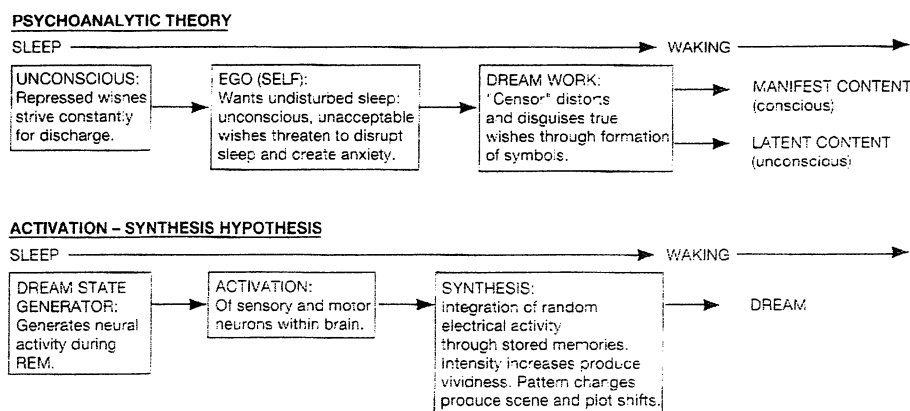 PSYCHOANALYTIC THEORY
SLEEP WAKING
UNCONSCIOUS:
Repressed wishes
strive constantly
for discharge.
EGO (SELF):
Wants undisturbed sleep:
unconscious, unacceptable
wishes threaten to disrupt
sleep and create anxiety.
DREAM WORK:
"Censor" distorts
and disguises true
wishes through formation
of symbols.
MANIFEST CONTENT
(conscious)
LATENT CONTENT
(unconscious)
ACTIVATION – SYNTHESIS HYPOTHESIS
SLEEP WAKING
DREAM STATE
GENERATOR:
Generates neural
activity during
REM.
ACTIVATION:
Of sensory and motor
neurons within brain.
SYNTHESIS:
integration of random
electrical activity
through stored memories.
Intensity increases produce
vividness. Pattern changes
produce scene and plot shifts.
DREAM